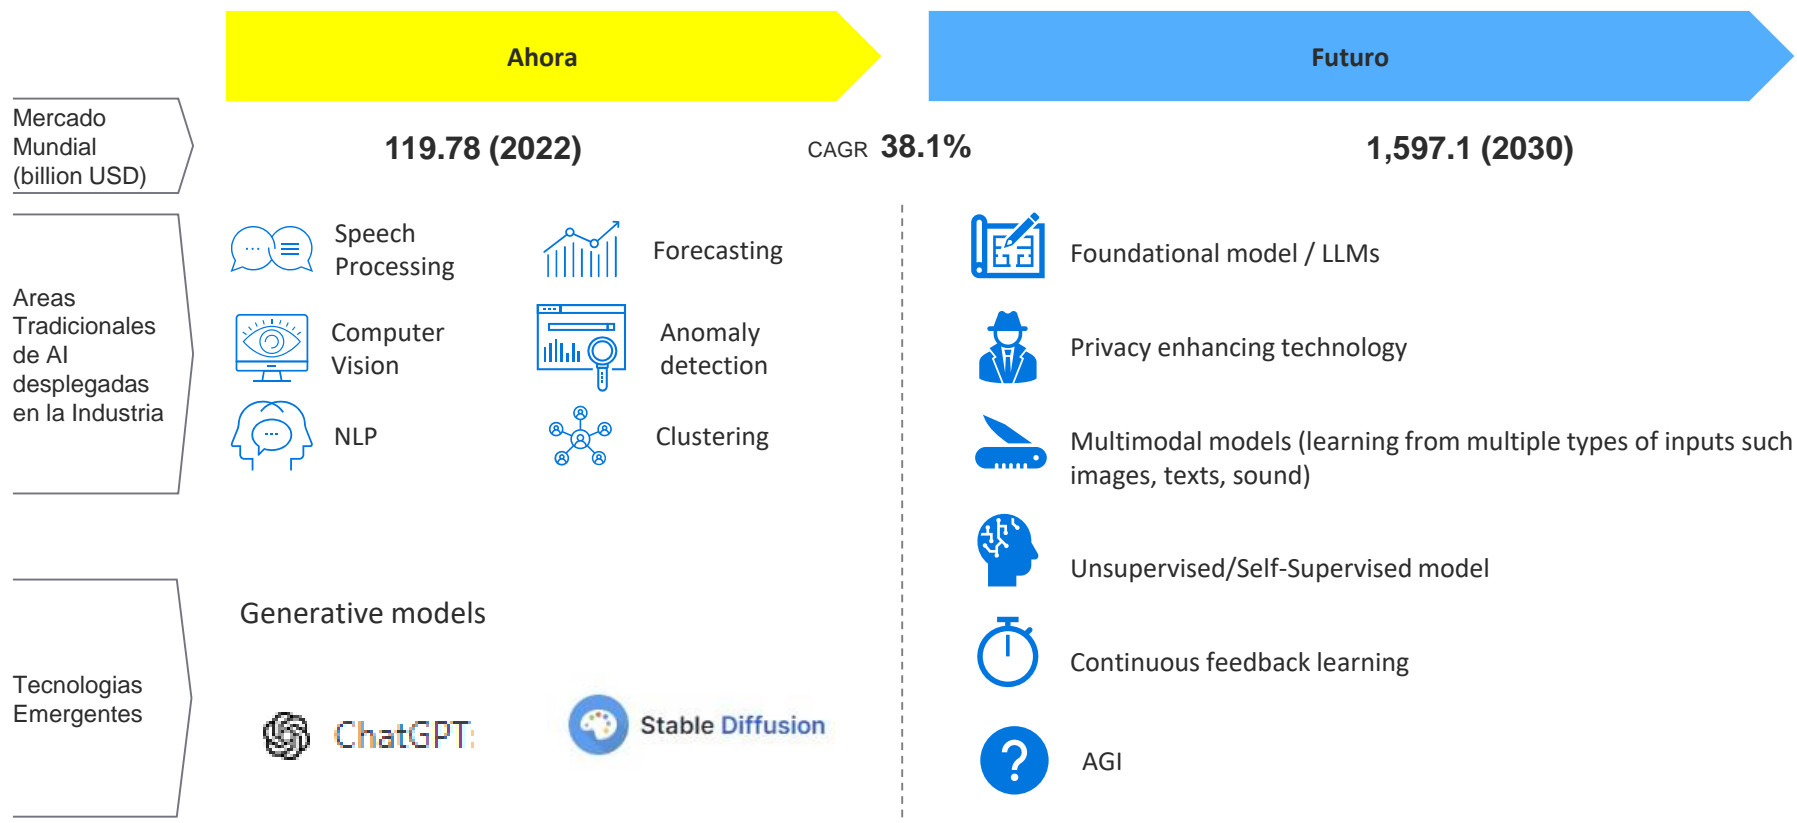 Ahora
Futuro
Mercado
Mundial
(billion USD)
119.78 (2022)
CAGR 38.1%
1,597.1 (2030)
Areas
Tradicionales
de AI
desplegadas
en la Industria
Speech
Processing
Forecasting
Computer
Vision
Anomaly
detection
NLP
Clustering
Foundational model / LLMs
Privacy enhancing technology
Multimodal models (learning from multiple types of inputs such
images, texts, sound)
Unsupervised/Self-Supervised model
Continuous feedback learning
AGI
Tecnologias
Emergentes
Generative models
ChatGPT
Stable Diffusion